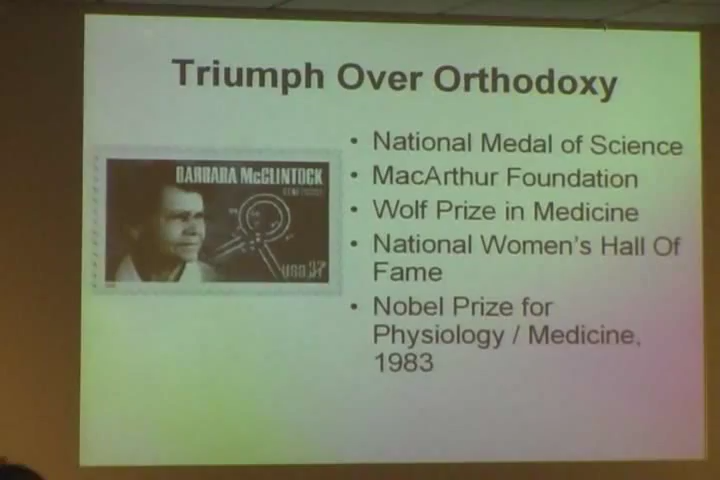 Triumph Over Orthodoxy
• National Medal of Science
• MacArthur Foundation
• Wolf Prize in Medicine
• National Women's Hall Of
Fame
• Nobel Prize for
Physiology / Medicine,
1983
BARBARA McCLINTOCK
USA 37